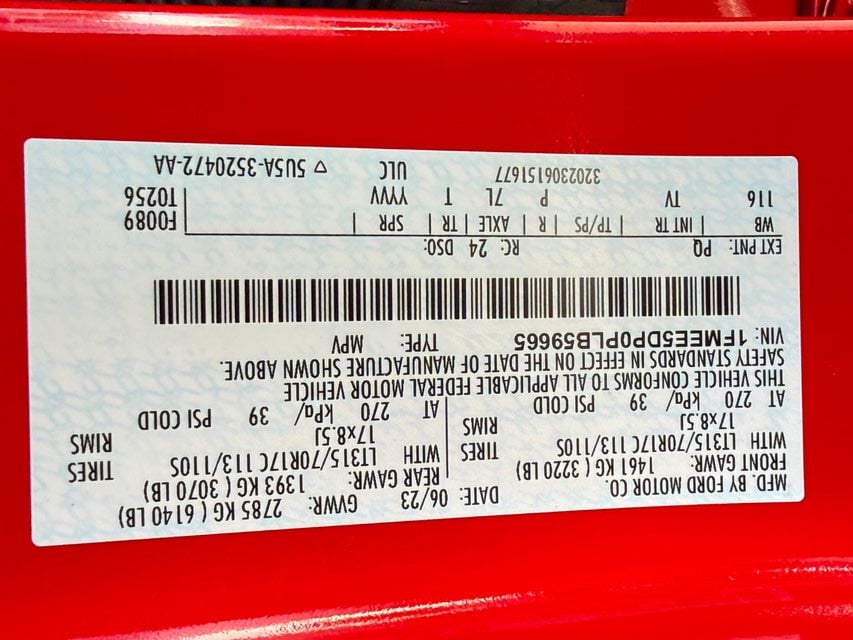 MFD. BY FORD MOTOR CO. DATE: 06/23 GVWR: 2785 KG ( 6140 LB)
FRONT GAWR: 1461 KG ( 3220 LB) REAR GAWR: 1393 KG ( 3070 LB)
WITH LT315/70R17C 113/110S TIRES WITH LT315/70R17C 113/110S TIRES
17x8.5J RIMS 17x8.5J RIMS
AT 270 kPa/ 39 PSI COLD AT 270 kPa/ 39 PSI COLD
THIS VEHICLE CONFORMS TO ALL APPLICABLE FEDERAL MOTOR VEHICLE
SAFETY STANDARDS IN EFFECT ON THE DATE OF MANUFACTURE SHOWN ABOVE.
VIN: 1FMEE5DP0PLB59665 TYPE: MPV
EXT PNT: PQ RC: 24 DSO:
WB | INT TR | TP/PS | R | AXLE | TR | SPR | F0089
116 TV P 7L T YYVV T0256
3202306151677 ULC ▽ 5U5A-3520472-AA